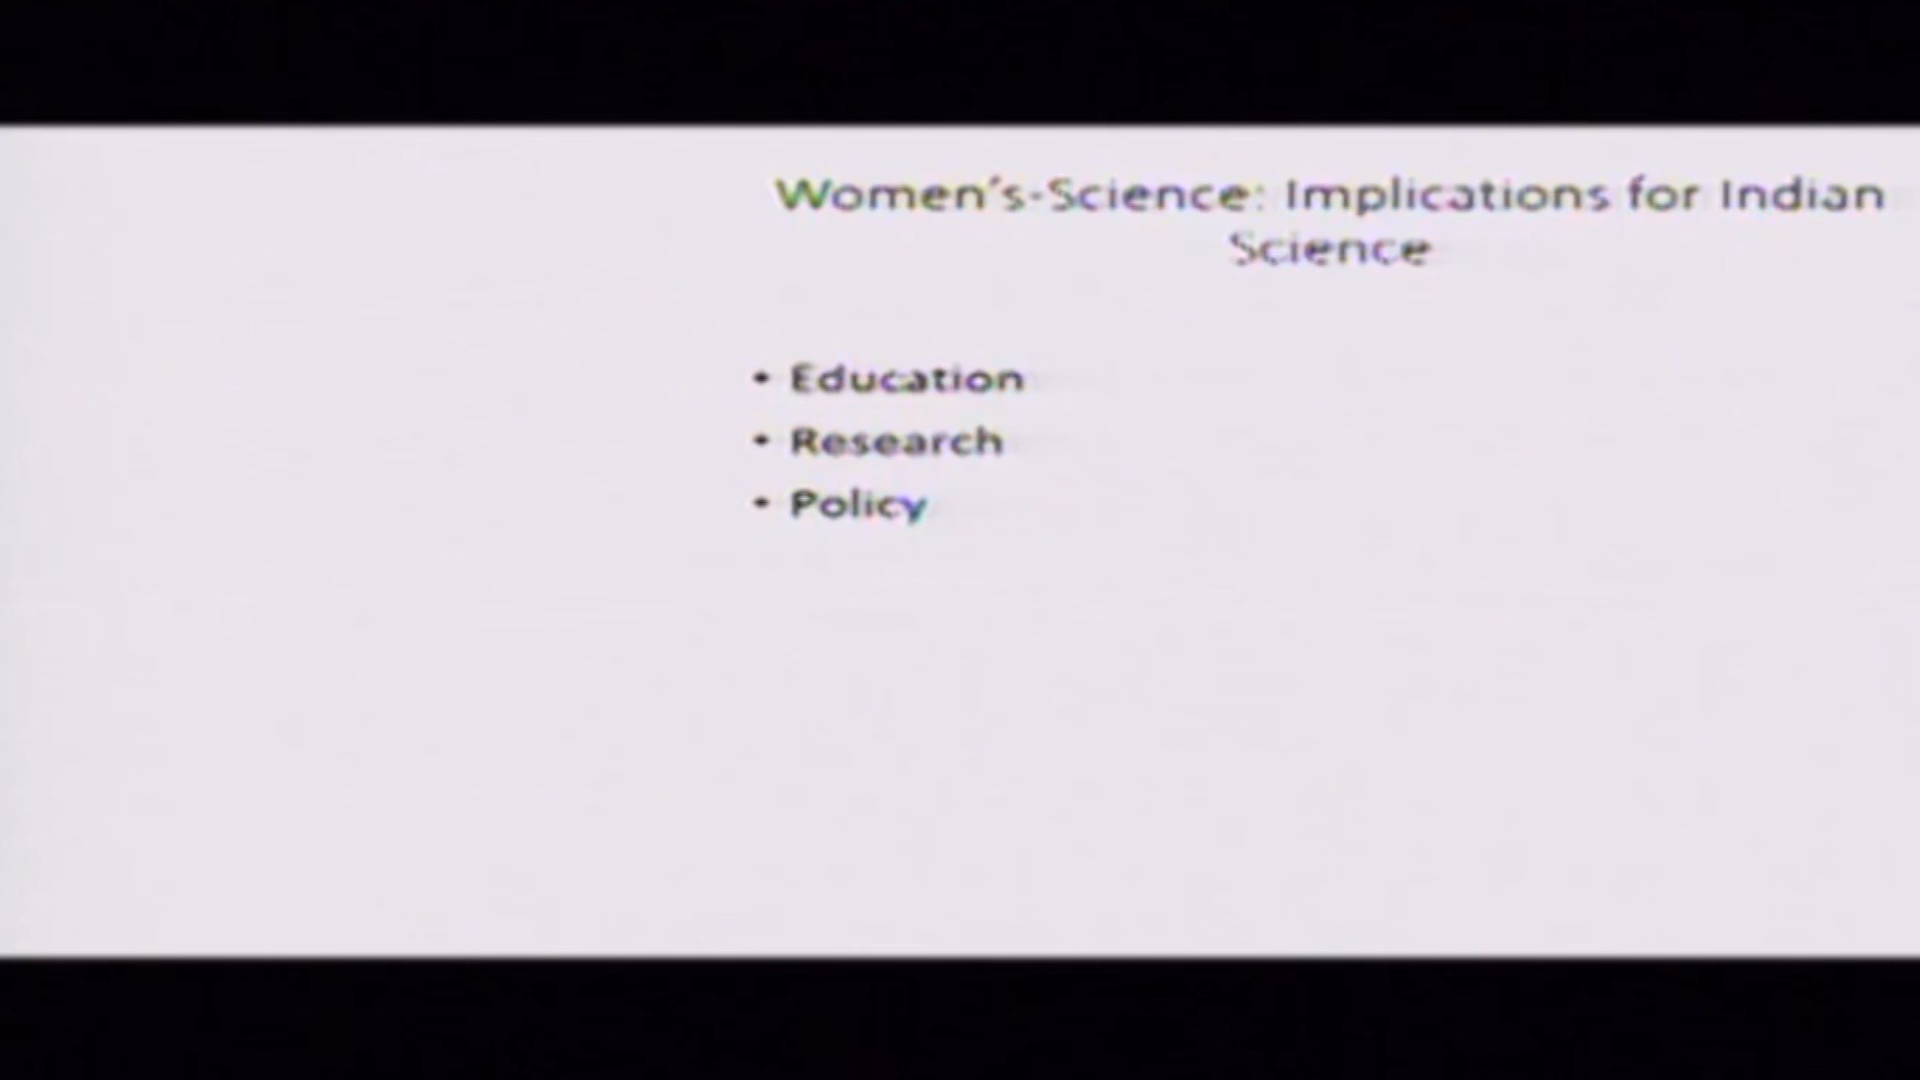 Women's-Science: Implications for Indian
Science
• Education
• Research
• Policy